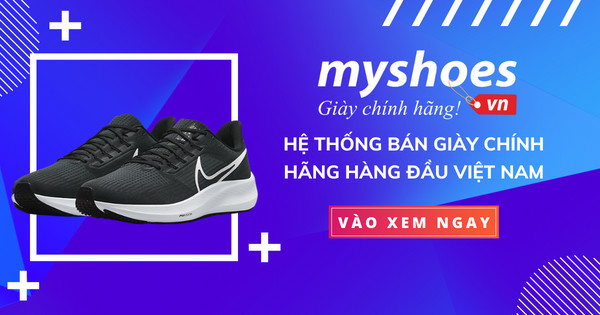 myshoes
vn
Giày chính hãng!
HỆ THỐNG BÁN GIÀY CHÍNH
HÃNG HÀNG ĐẦU VIỆT NAM
VÀO XEM NGAY